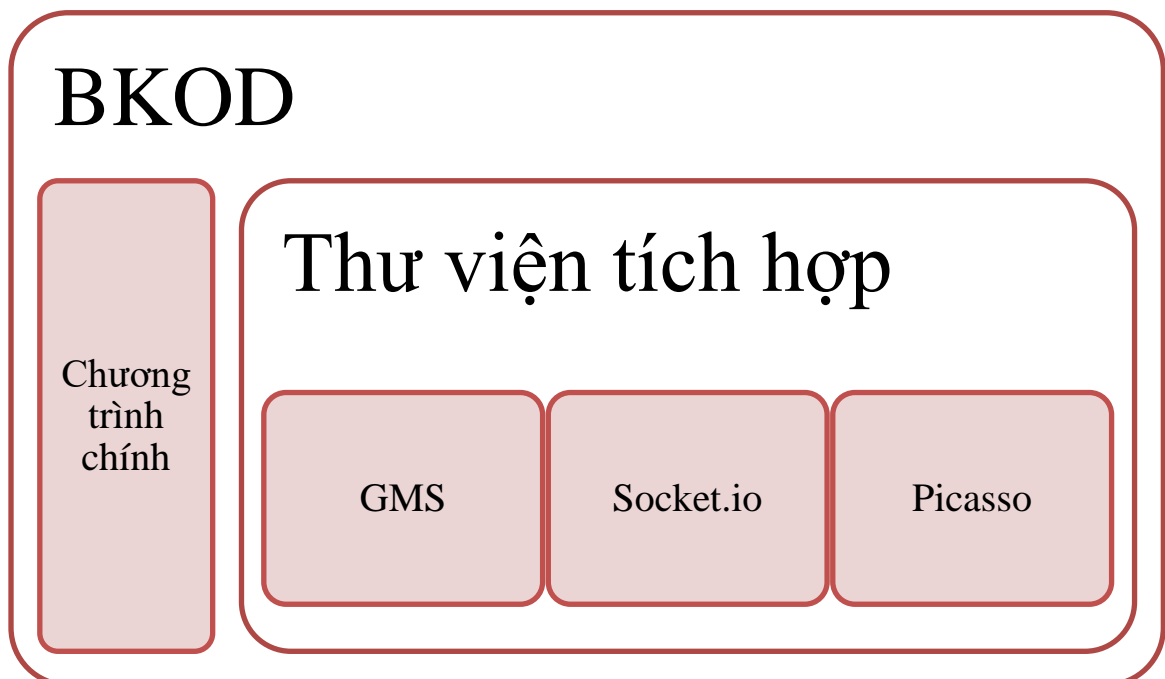 BKOD
Thư viện tích hợp
Chương
trình
chính
GMS
Socket.io
Picasso